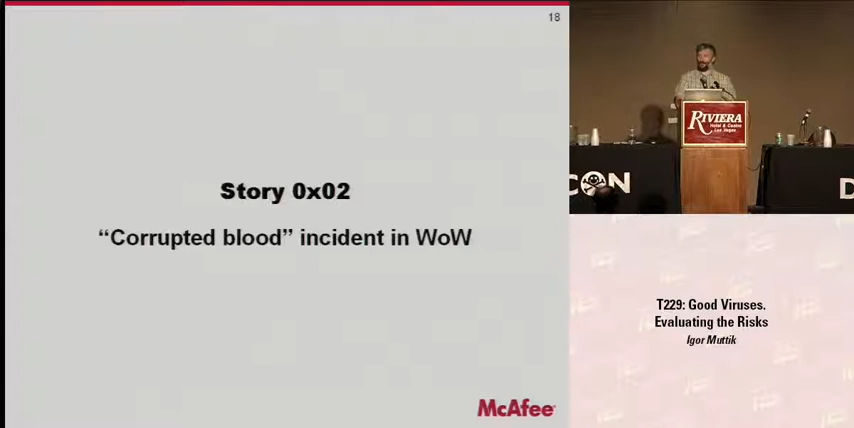 18
Story 0x02
“Corrupted blood” incident in WoW
McAfee
RIVIERA
Hotel & Casino
Las Vegas
CON
D
T229: Good Viruses.
Evaluating the Risks
Igor Muttik